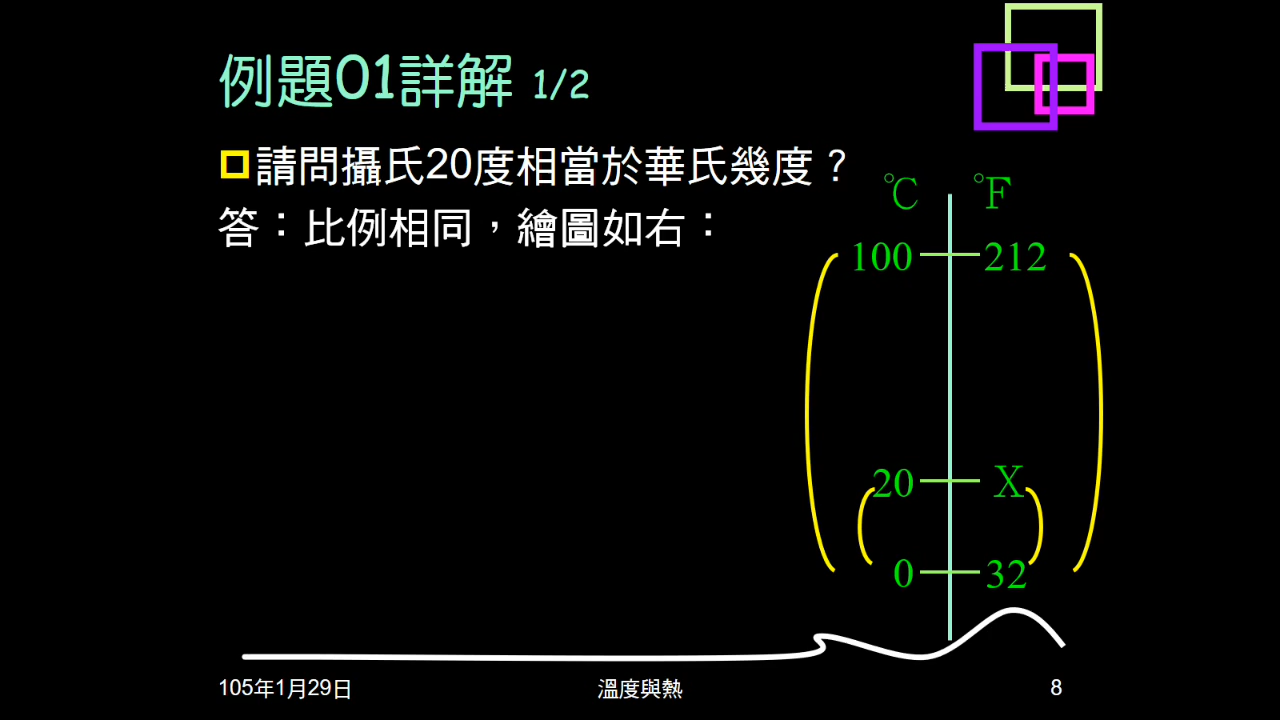 例題01詳解 1/2
請問攝氏20度相當於華氏幾度？
答：比例相同，繪圖如右：
℃ ℉
100 212
20 X
0 32
105年1月29日 溫度與熱 8